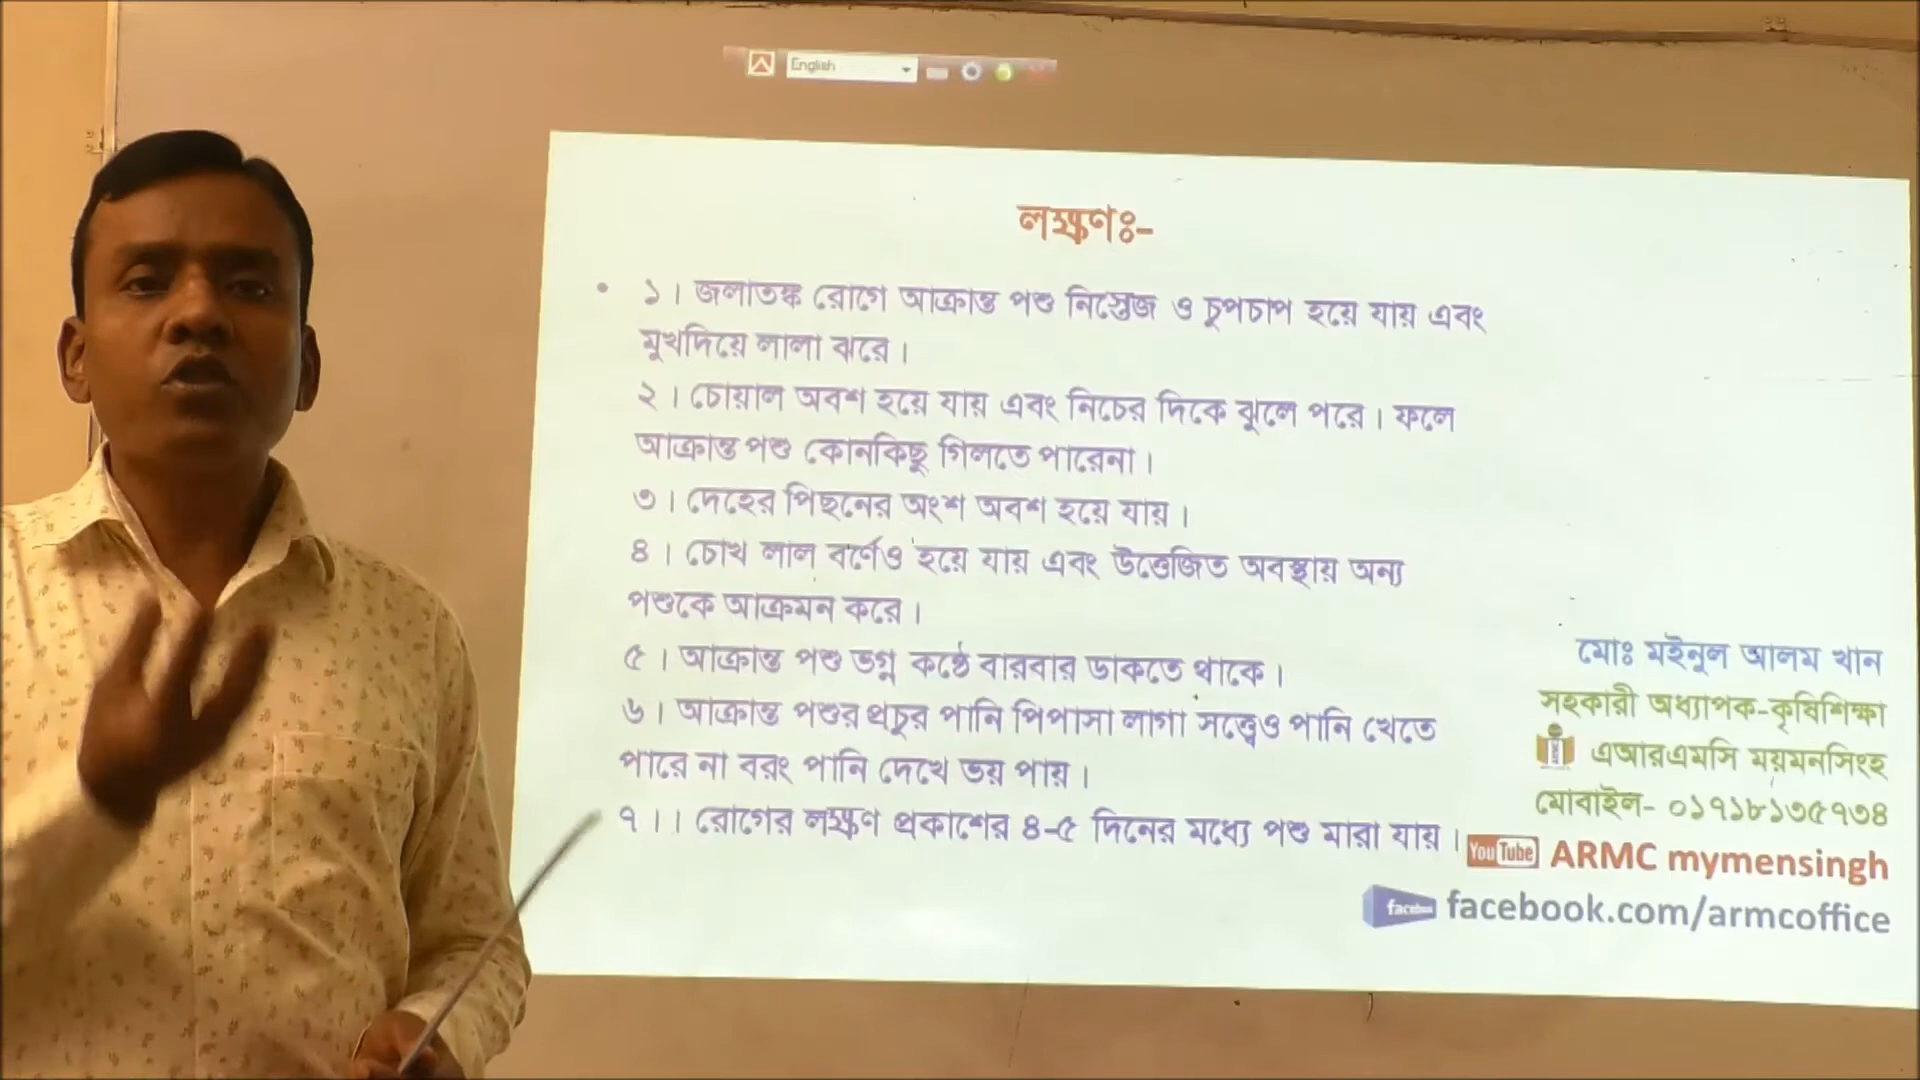 English
লক্ষণঃ-
• ১। জলাতঙ্ক রোগে আক্রান্ত পশু নিস্তেজ ও চুপচাপ হয়ে যায় এবং
মুখদিয়ে লালা ঝরে।
২। চোয়াল অবশ হয়ে যায় এবং নিচের দিকে ঝুলে পরে। ফলে
আক্রান্ত পশু কোনকিছু গিলতে পারেনা।
৩। দেহের পিছনের অংশ অবশ হয়ে যায়।
৪। চোখ লাল বর্ণেও হয়ে যায় এবং উত্তেজিত অবস্থায় অন্য
পশুকে আক্রমন করে।
৫। আক্রান্ত পশু ভগ্ন কন্ঠে বারবার ডাকতে থাকে।
৬। আক্রান্ত পশুর প্রচুর পানি পিপাসা লাগা সত্ত্বেও পানি খেতে
পারে না বরং পানি দেখে ভয় পায়।
৭।। রোগের লক্ষণ প্রকাশের ৪-৫ দিনের মধ্যে পশু মারা যায়।
মোঃ মইনুল আলম খান
সহকারী অধ্যাপক-কৃষিশিক্ষা
এআরএমসি ময়মনসিংহ
মোবাইল- ০১৭১৮১৩৫৭৩৪
YouTube ARMC mymensingh
facebook facebook.com/armcoffice